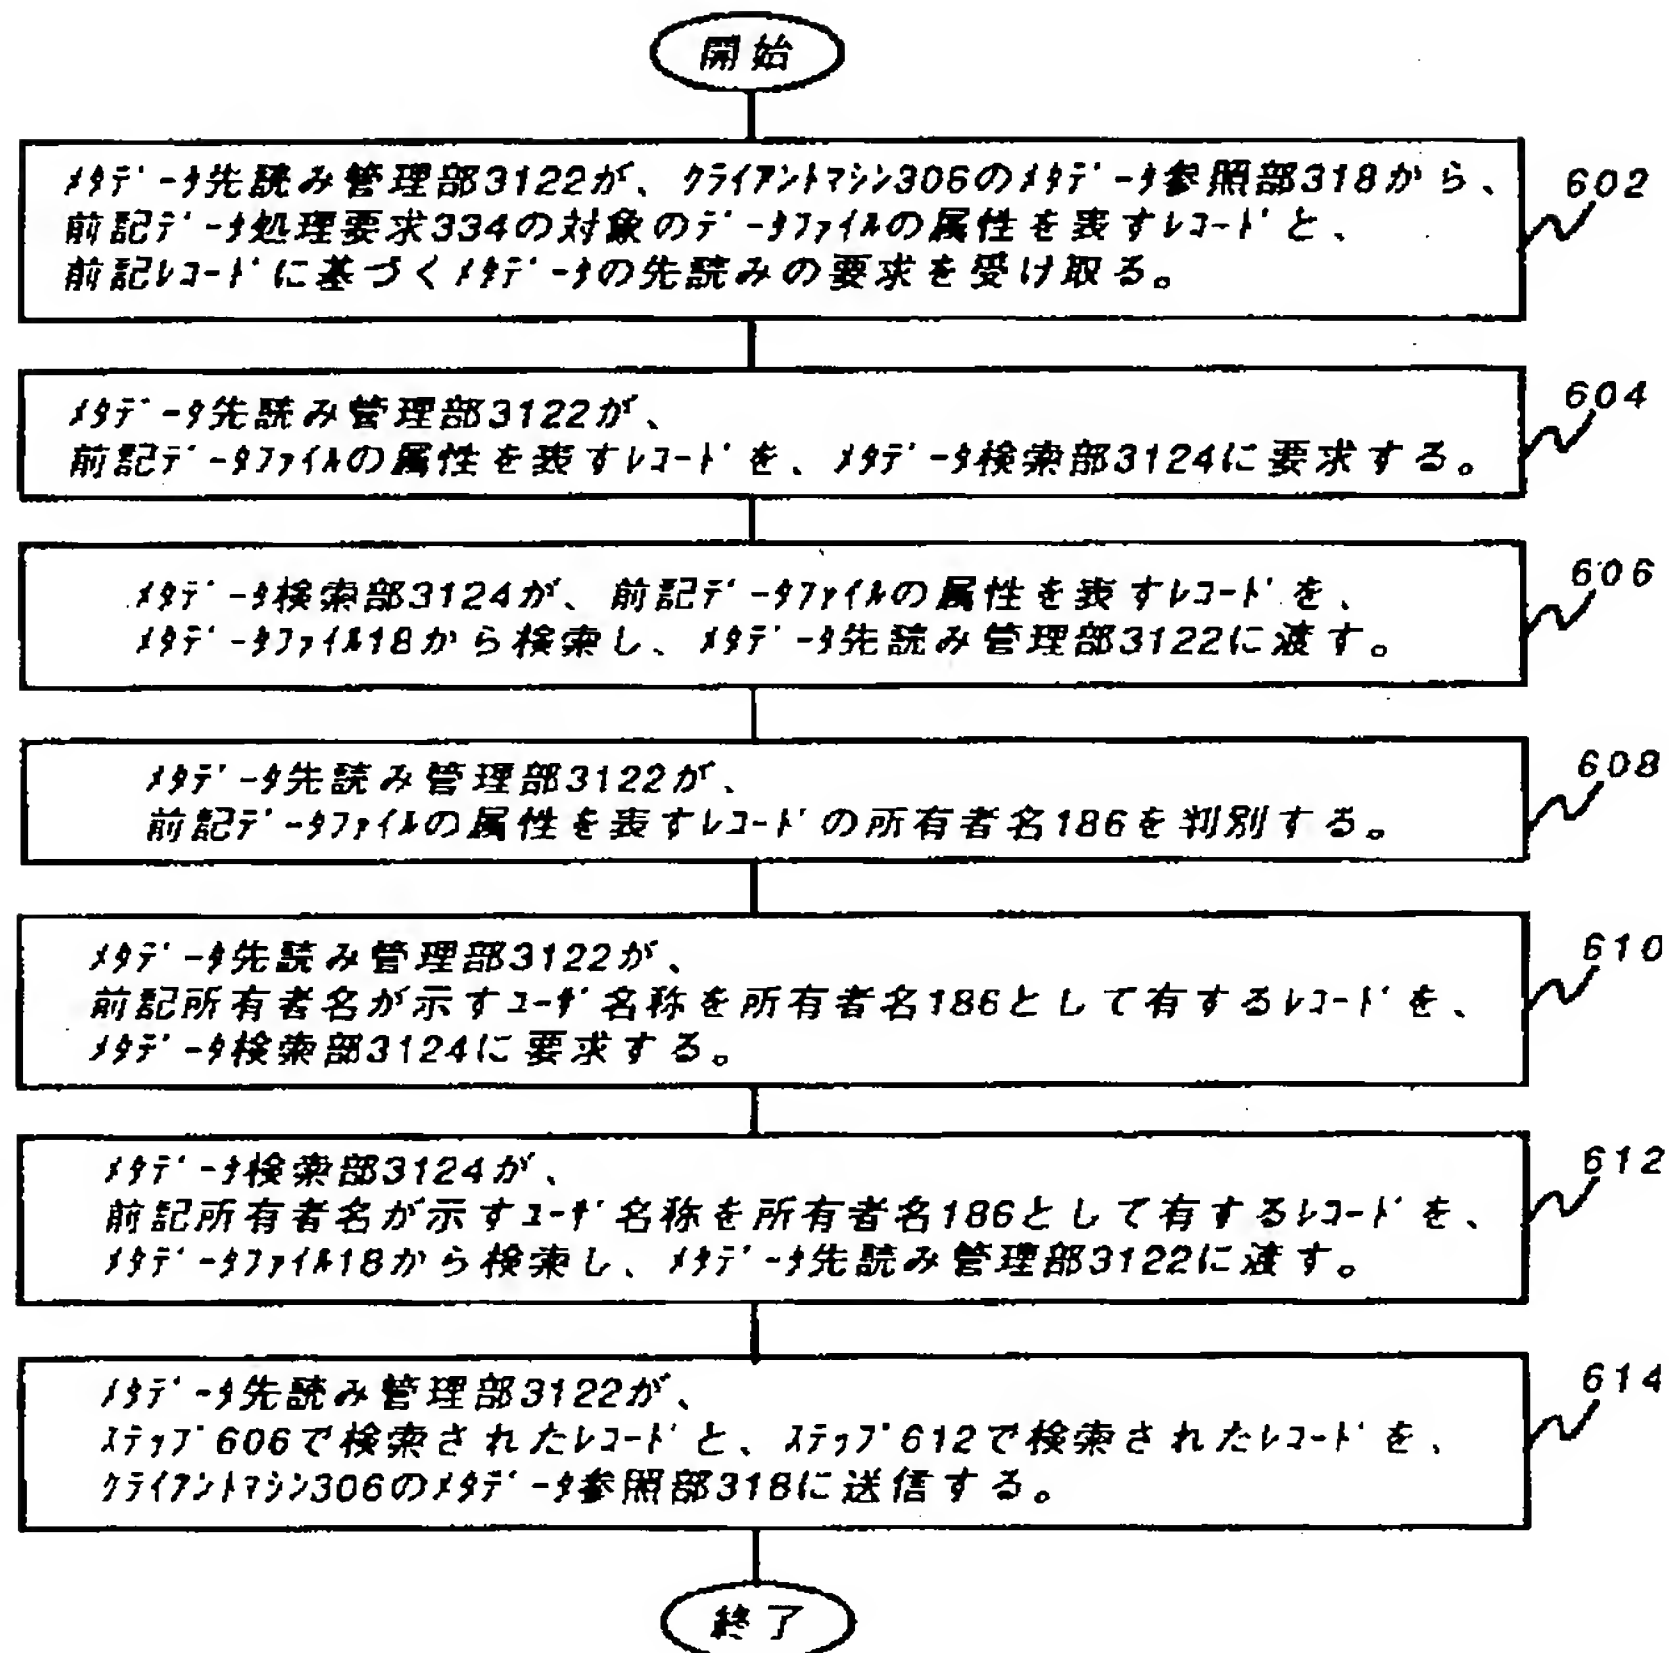 開始
ﾒﾀﾃﾞｰﾀ先読み管理部3122が、ｸﾗｲｱﾝﾄﾏｼﾝ306のﾒﾀﾃﾞｰﾀ参照部318から、
602
前記ﾃﾞｰﾀ処理要求334の対象のﾃﾞｰﾀﾌｧｲﾙの属性を表すﾚｺｰﾄﾞと、
前記ﾚｺｰﾄﾞに基づくﾒﾀﾃﾞｰﾀの先読みの要求を受け取る。
604
ﾒﾀﾃﾞｰﾀ先読み管理部3122が、
前記ﾃﾞｰﾀﾌｧｲﾙの属性を表すﾚｺｰﾄﾞを、ﾒﾀﾃﾞｰﾀ検索部3124に要求する。
606
ﾒﾀﾃﾞｰﾀ検索部3124が、前記ﾃﾞｰﾀﾌｧｲﾙの属性を表すﾚｺｰﾄﾞを、
ﾒﾀﾃﾞｰﾀﾌｧｲﾙ18から検索し、ﾒﾀﾃﾞｰﾀ先読み管理部3122に渡す。
608
ﾒﾀﾃﾞｰﾀ先読み管理部3122が、
前記ﾃﾞｰﾀﾌｧｲﾙの属性を表すﾚｺｰﾄﾞの所有者名186を判別する。
610
ﾒﾀﾃﾞｰﾀ先読み管理部3122が、
前記所有者名が示すﾕｰｻﾞ名称を所有者名186として有するﾚｺｰﾄﾞを、
ﾒﾀﾃﾞｰﾀ検索部3124に要求する。
612
ﾒﾀﾃﾞｰﾀ検索部3124が、
前記所有者名が示すﾕｰｻﾞ名称を所有者名186として有するﾚｺｰﾄﾞを、
ﾒﾀﾃﾞｰﾀﾌｧｲﾙ18から検索し、ﾒﾀﾃﾞｰﾀ先読み管理部3122に渡す。
614
ﾒﾀﾃﾞｰﾀ先読み管理部3122が、
ｽﾃｯﾌﾟ606で検索されたﾚｺｰﾄﾞと、ｽﾃｯﾌﾟ612で検索されたﾚｺｰﾄﾞを、
ｸﾗｲｱﾝﾄﾏｼﾝ306のﾒﾀﾃﾞｰﾀ参照部318に送信する。
終了